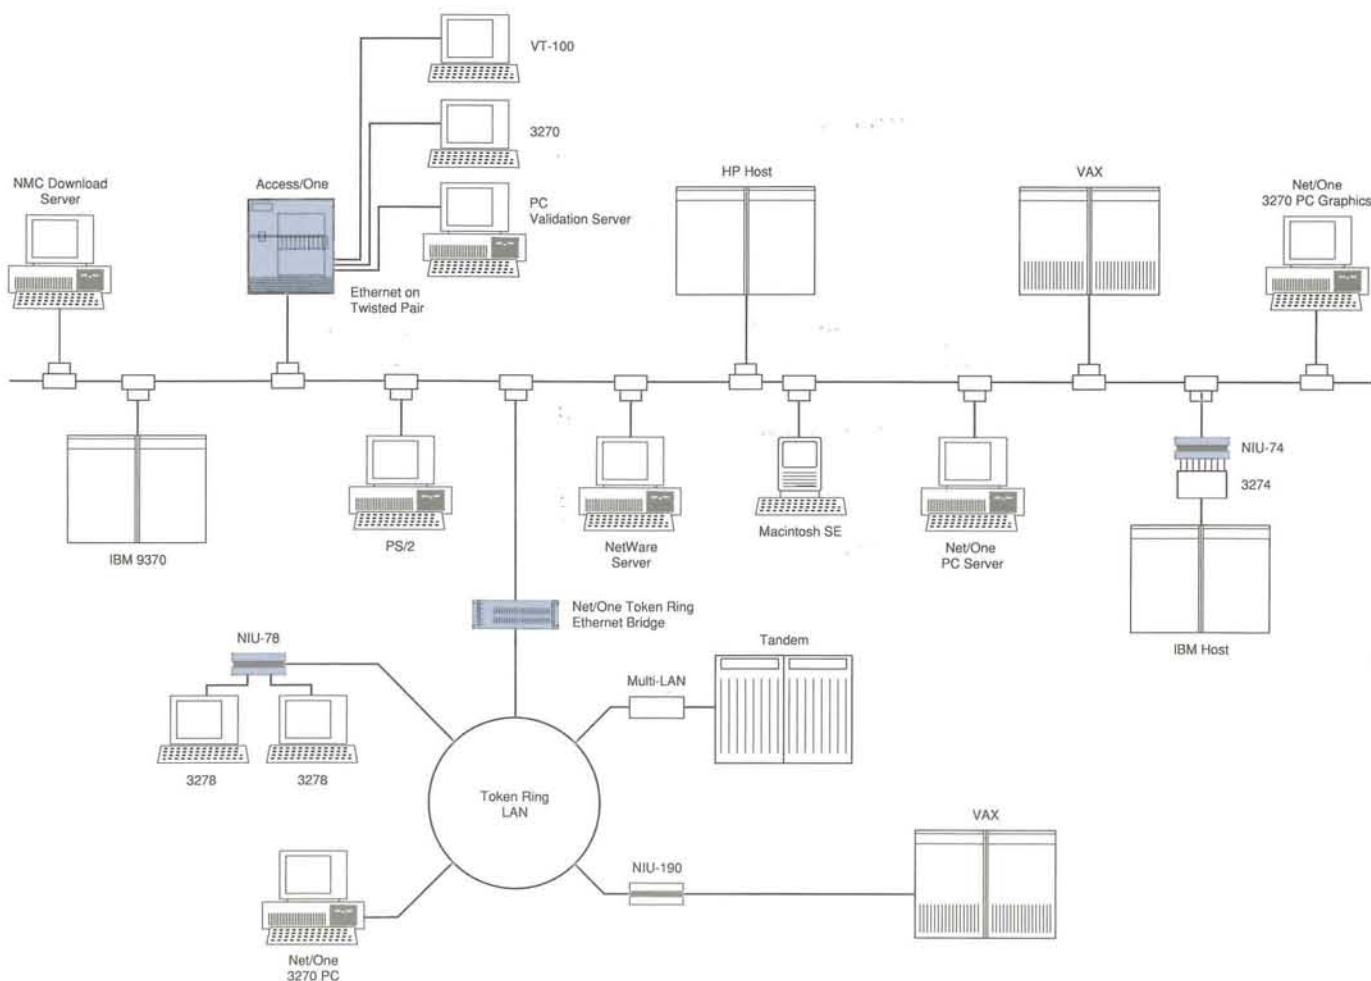 VT-100
3270
PC
Validation Server
NMC Download
Server
Access/One
Ethernet on
Twisted Pair
HP Host
VAX
Net/One
3270 PC Graphics
IBM 9370
PS/2
NetWare
Server
Macintosh SE
Net/One
PC Server
NIU-74
3274
IBM Host
Net/One Token Ring
Ethernet Bridge
NIU-78
3278
3278
Multi-LAN
Tandem
Token Ring
LAN
NIU-190
VAX
Net/One
3270 PC